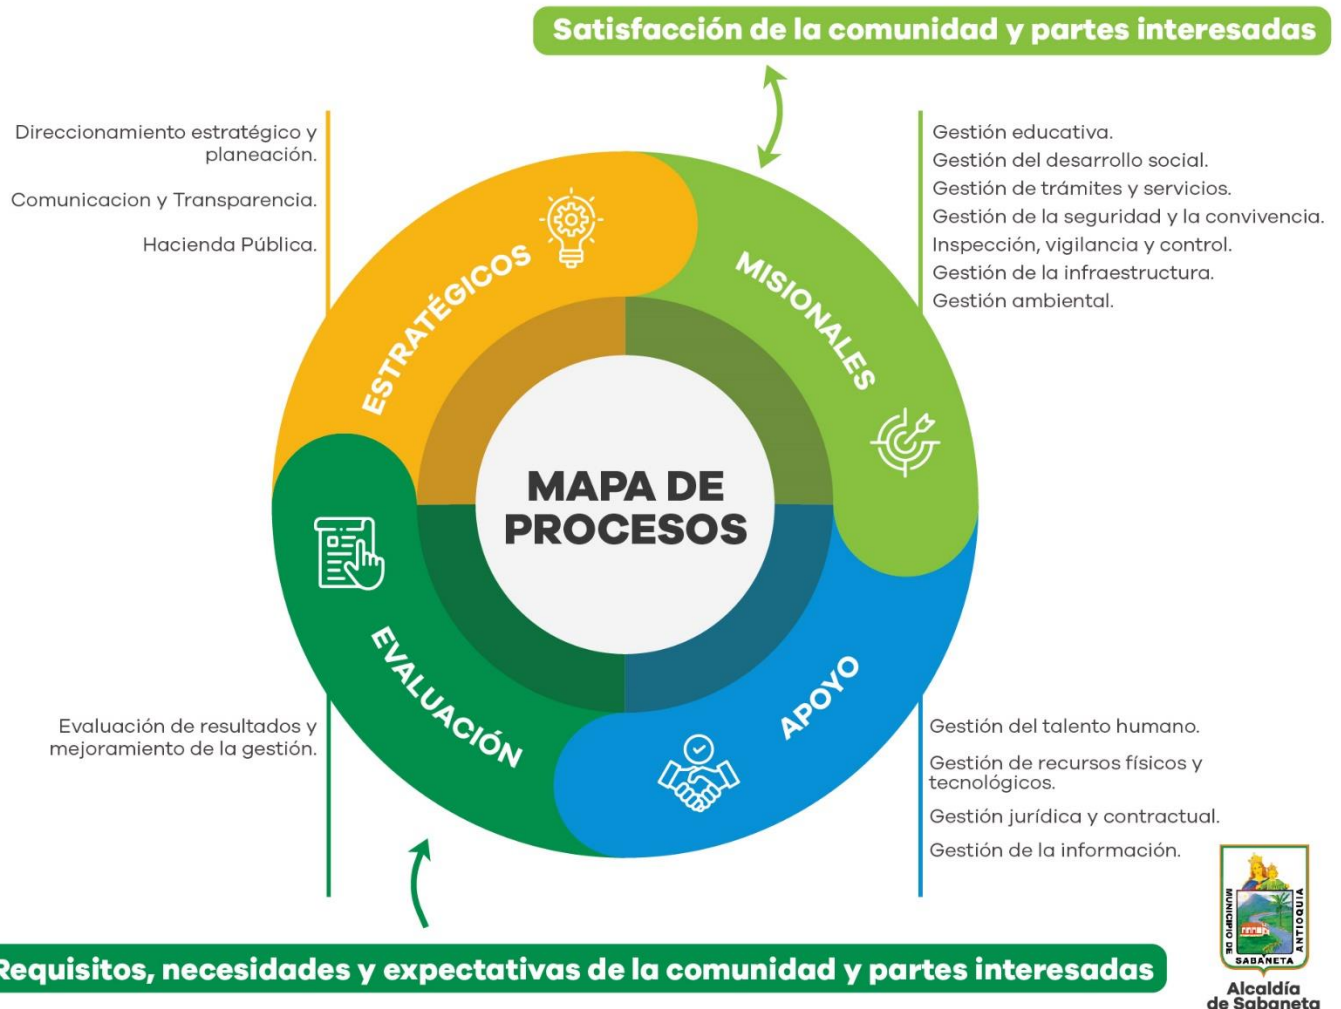 Satisfacción de la comunidad y partes interesadas
Direccionamiento estratégico y
planeación.
Comunicacion y Transparencia.
Hacienda Pública.
Gestión educativa.
Gestión del desarrollo social.
Gestión de trámites y servicios.
Gestión de la seguridad y la convivencia.
Inspección, vigilancia y control.
Gestión de la infraestructura.
Gestión ambiental.
ESTRATÉGICOS
MISIONALES
MAPA DE
PROCESOS
EVALUACIÓN
APOYO
Evaluación de resultados y
mejoramiento de la gestión.
Gestión del talento humano.
Gestión de recursos físicos y
tecnológicos.
Gestión jurídica y contractual.
Gestión de la información.
Requisitos, necesidades y expectativas de la comunidad y partes interesadas
MUNICIPIO DE
SABANETA
ANTIOQUIA
Alcaldía
de Sabaneta